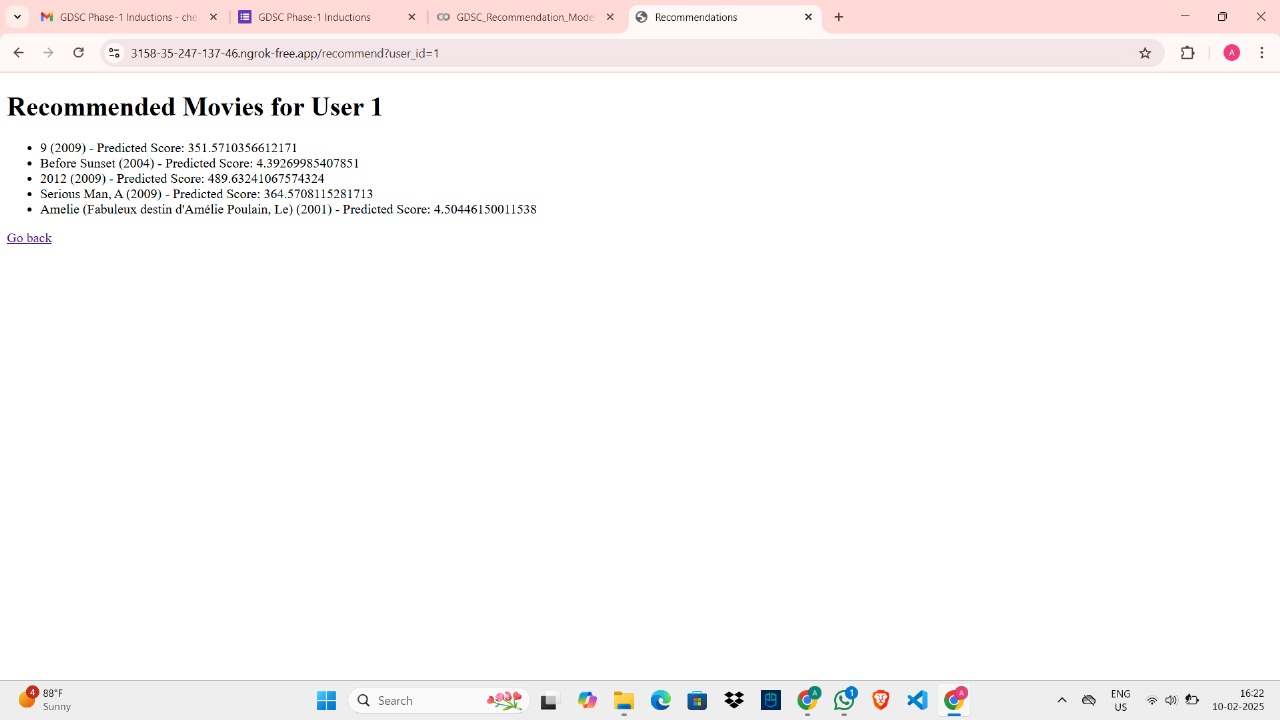 GDSC Phase-1 Inductions - che
GDSC Phase-1 Inductions
GDSC_Recommendation_Mode
Recommendations
3158-35-247-137-46.ngrok-free.app/recommend?user_id=1
A
Recommended Movies for User 1
9 (2009) - Predicted Score: 351.5710356612171
Before Sunset (2004) - Predicted Score: 4.39269985407851
2012 (2009) - Predicted Score: 489.63241067574324
Serious Man, A (2009) - Predicted Score: 364.5708115281713
Amelie (Fabuleux destin d'Amélie Poulain, Le) (2001) - Predicted Score: 4.50446150011538
Go back
4
88°F
Sunny
Search
A
1
A
ENG
US
16:22
10-02-2025